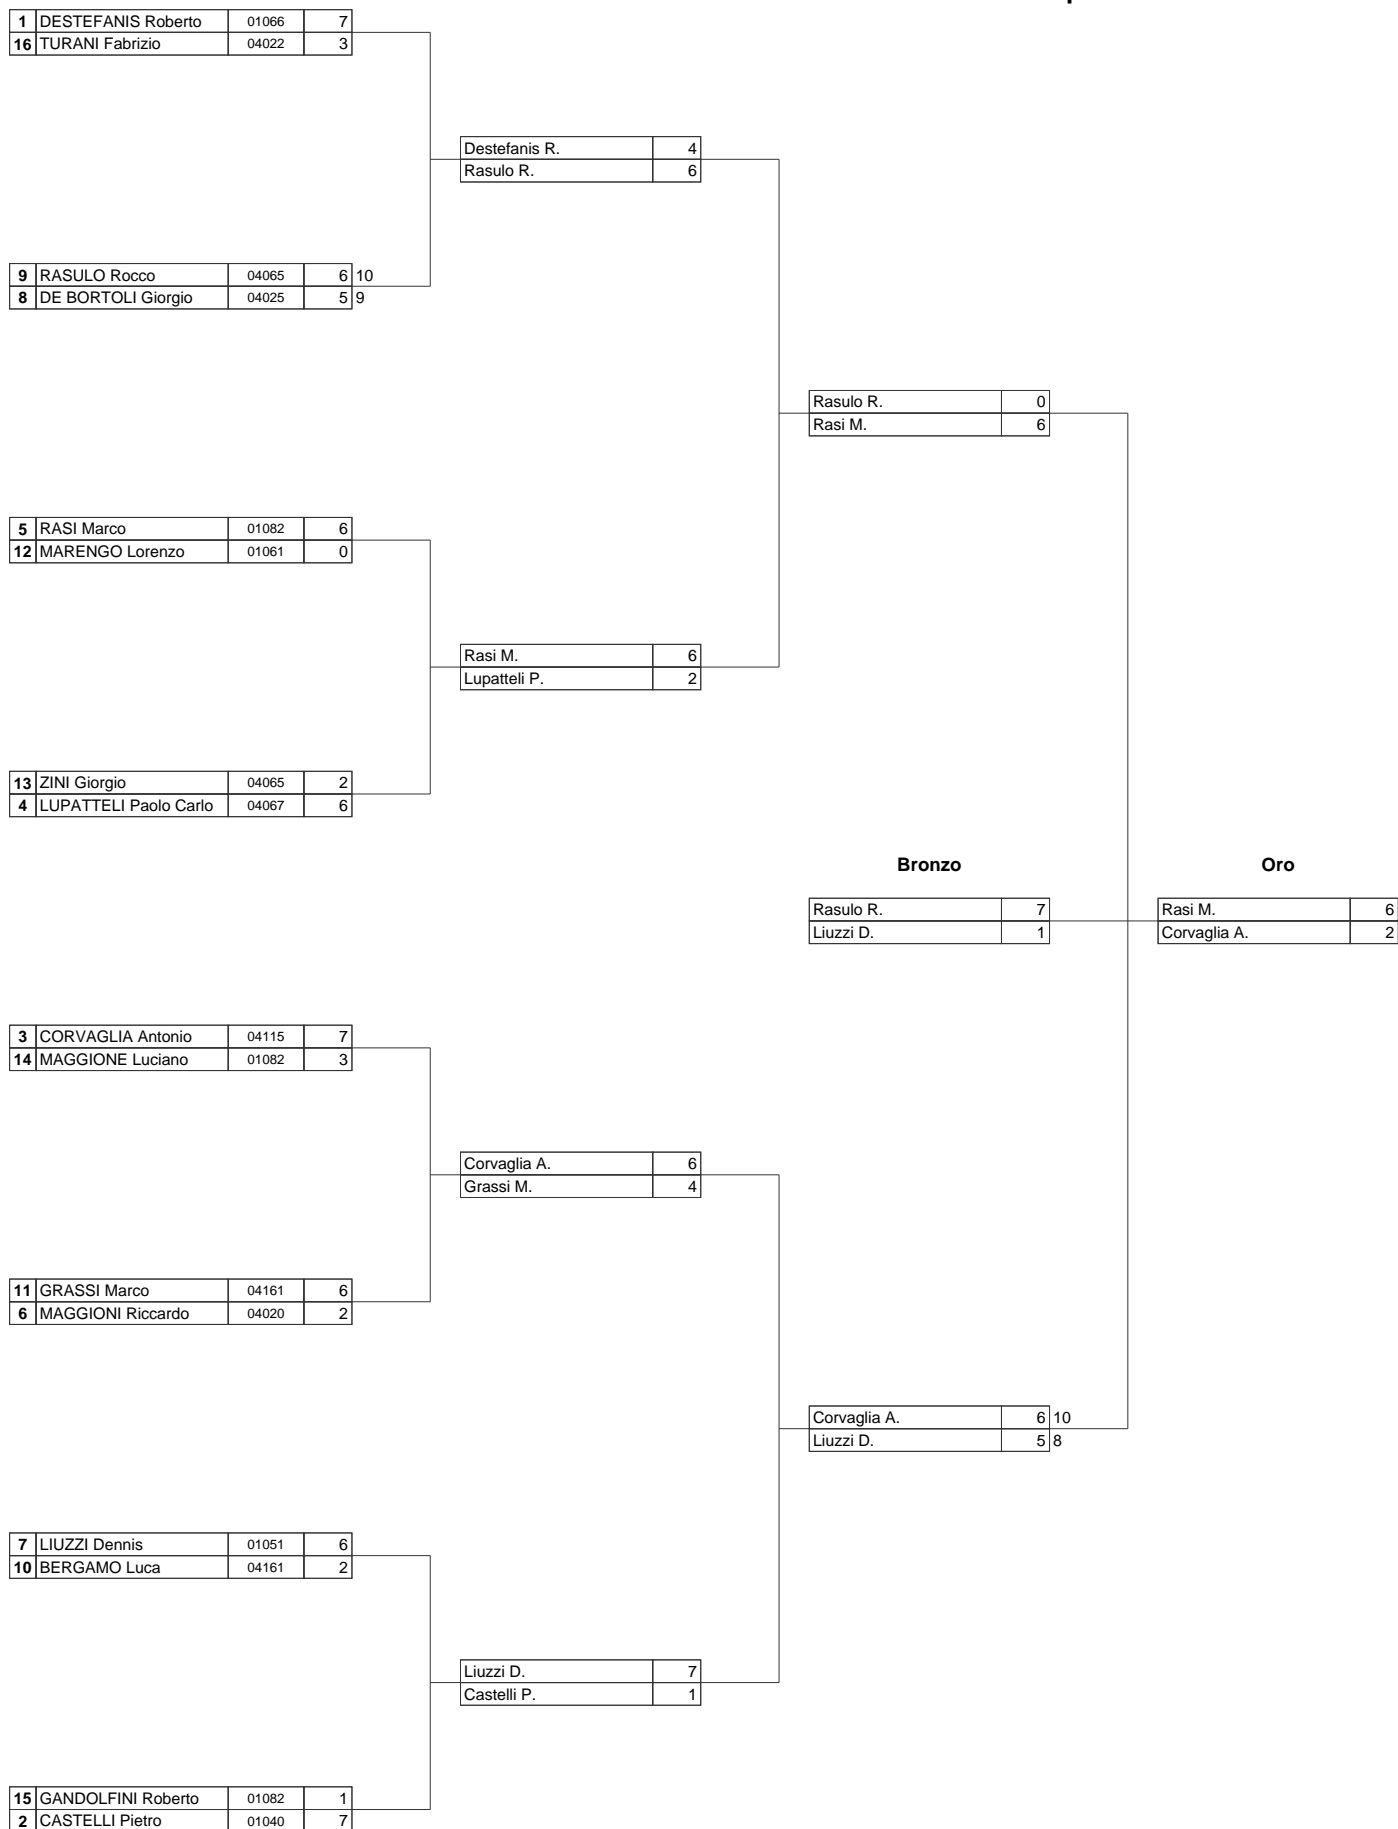 1 DESTEFANIS Roberto 01066 7
16 TURANI Fabrizio 04022 3
Destefanis R. 4
Rasulo R. 6
9 RASULO Rocco 04065 6 10
8 DE BORTOLI Giorgio 04025 5 9
Rasulo R. 0
Rasi M. 6
5 RASI Marco 01082 6
12 MARENGO Lorenzo 01061 0
Rasi M. 6
Lupatteli P. 2
13 ZINI Giorgio 04065 2
4 LUPATTELI Paolo Carlo 04067 6
Bronzo Oro
Rasulo R. 7 Rasi M. 6
Liuzzi D. 1 Corvaglia A. 2
3 CORVAGLIA Antonio 04115 7
14 MAGGIONE Luciano 01082 3
Corvaglia A. 6
Grassi M. 4
11 GRASSI Marco 04161 6
6 MAGGIONI Riccardo 04020 2
Corvaglia A. 6 10
Liuzzi D. 5 8
7 LIUZZI Dennis 01051 6
10 BERGAMO Luca 04161 2
Liuzzi D. 7
Castelli P. 1
15 GANDOLFINI Roberto 01082 1
2 CASTELLI Pietro 01040 7